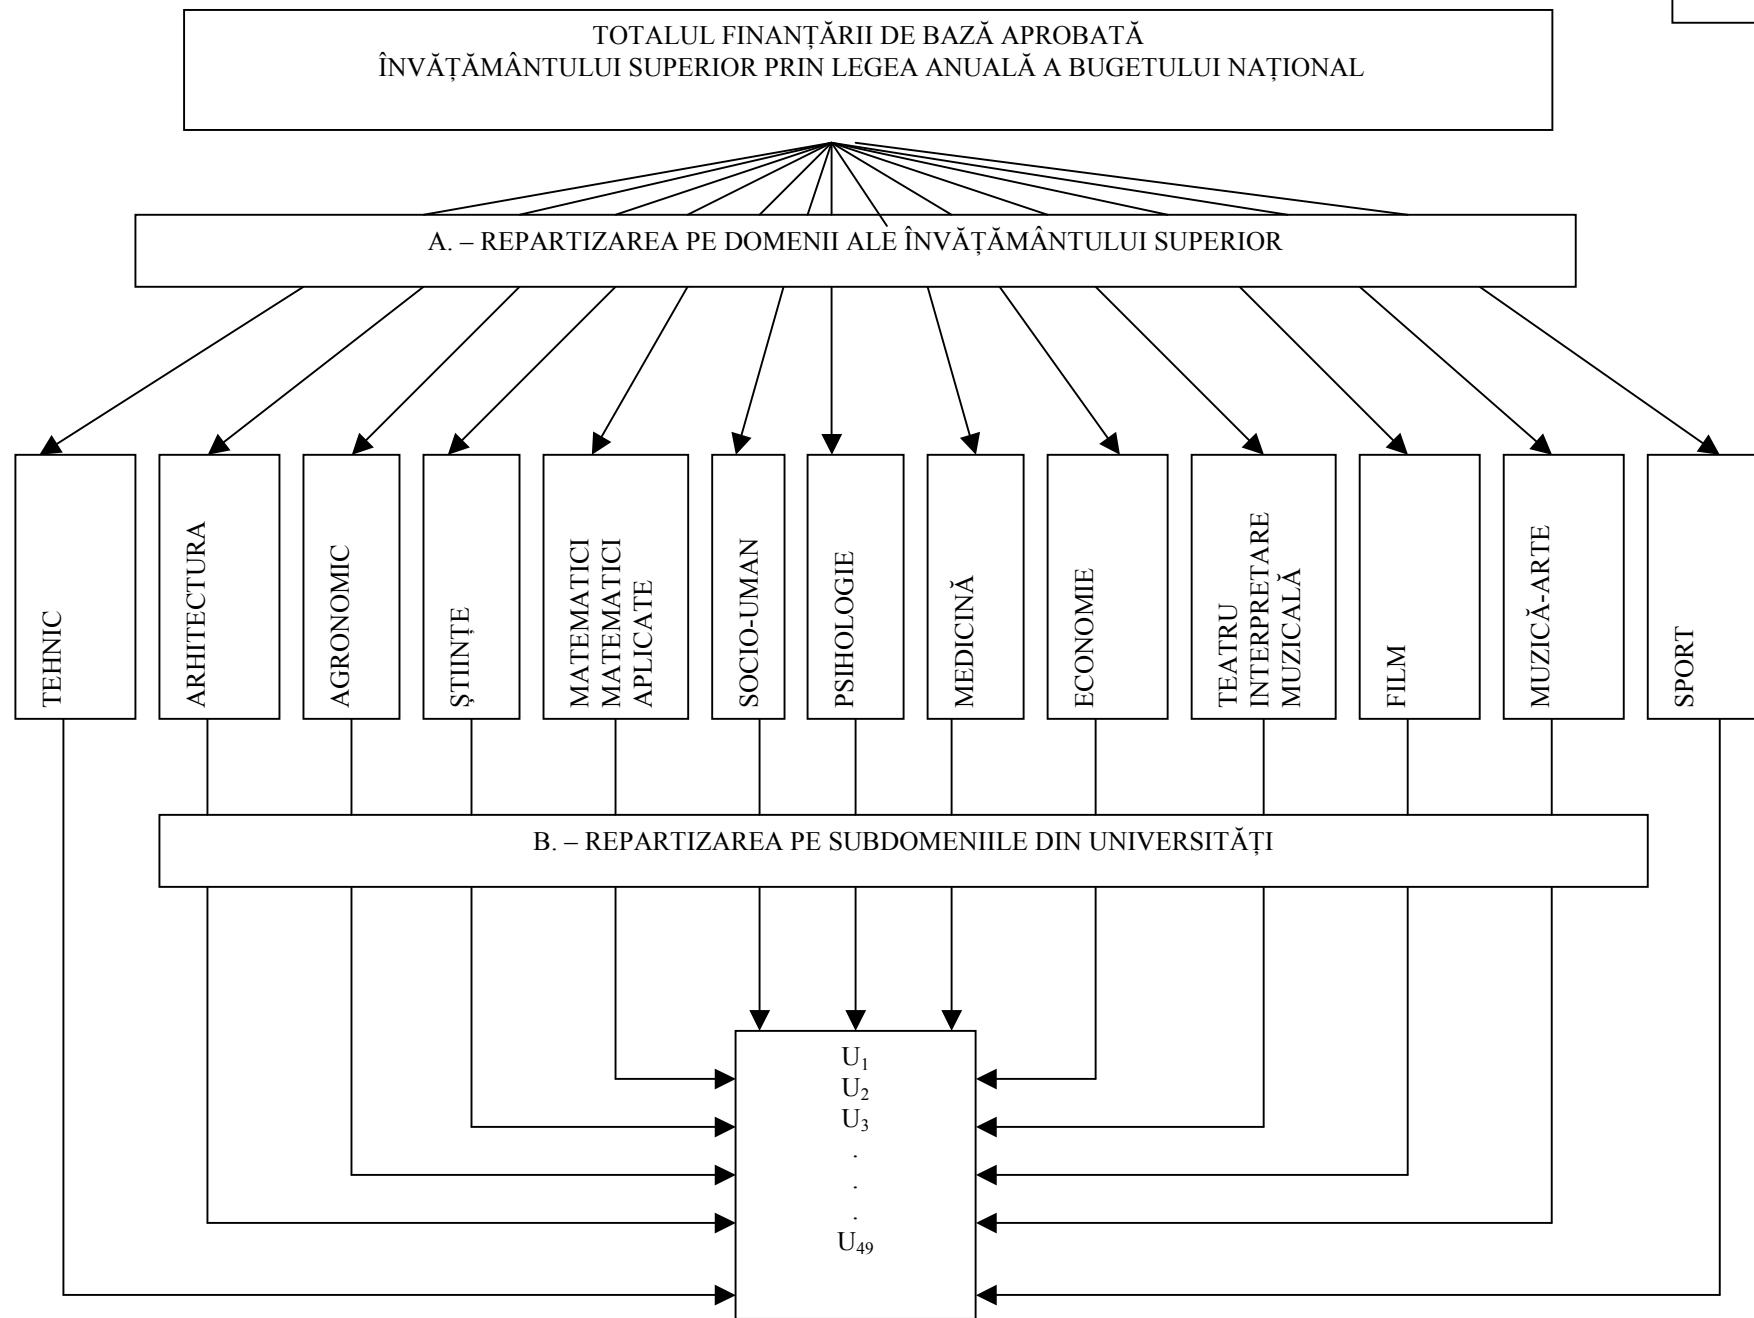 TOTALUL FINANȚĂRII DE BAZĂ APROBATĂ
ÎNVĂȚĂMÂNTULUI SUPERIOR PRIN LEGEA ANUALĂ A BUGETULUI NAȚIONAL
A. – REPARTIZAREA PE DOMENII ALE ÎNVĂȚĂMÂNTULUI SUPERIOR
TEHNIC
ARHITECTURA
AGRONOMIC
ȘTIINȚE
MATEMATICI
MATEMATICI
APLICATE
SOCIO-UMAN
PSIHOLOGIE
MEDICINĂ
ECONOMIE
TEATRU
INTERPRETARE
MUZICALĂ
FILM
MUZICĂ-ARTE
SPORT
B. – REPARTIZAREA PE SUBDOMENIILE DIN UNIVERSITĂȚI
U₁
U₂
U₃
.
.
.
U₄₉